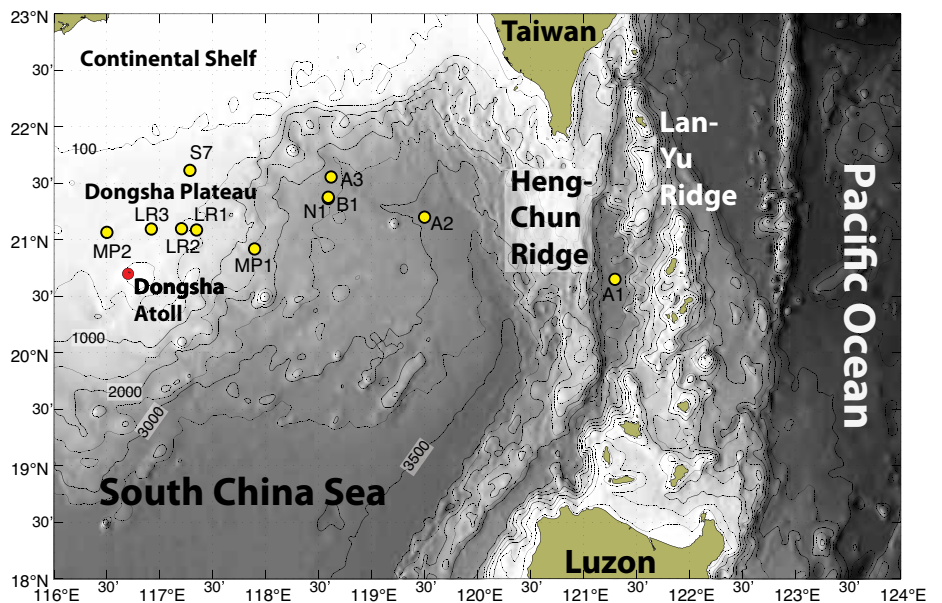 23°N
30'
22°N
30'
21°N
30'
20°N
30'
19°N
30'
18°N
Continental Shelf
Taiwan
Lan-
Yu
Ridge
100
S7
Dongsha Plateau
A3
Heng-
Chun
Ridge
LR3
LR1
N1
B1
A2
MP2
LR2
MP1
Dongsha
Atoll
A1
Pacific Ocean
1000
2000
3000
3500
South China Sea
Luzon
116°E
30'
117°E
30'
118°E
30'
119°E
30'
120°E
30'
121°E
30'
122°E
30'
123°E
30'
124°E